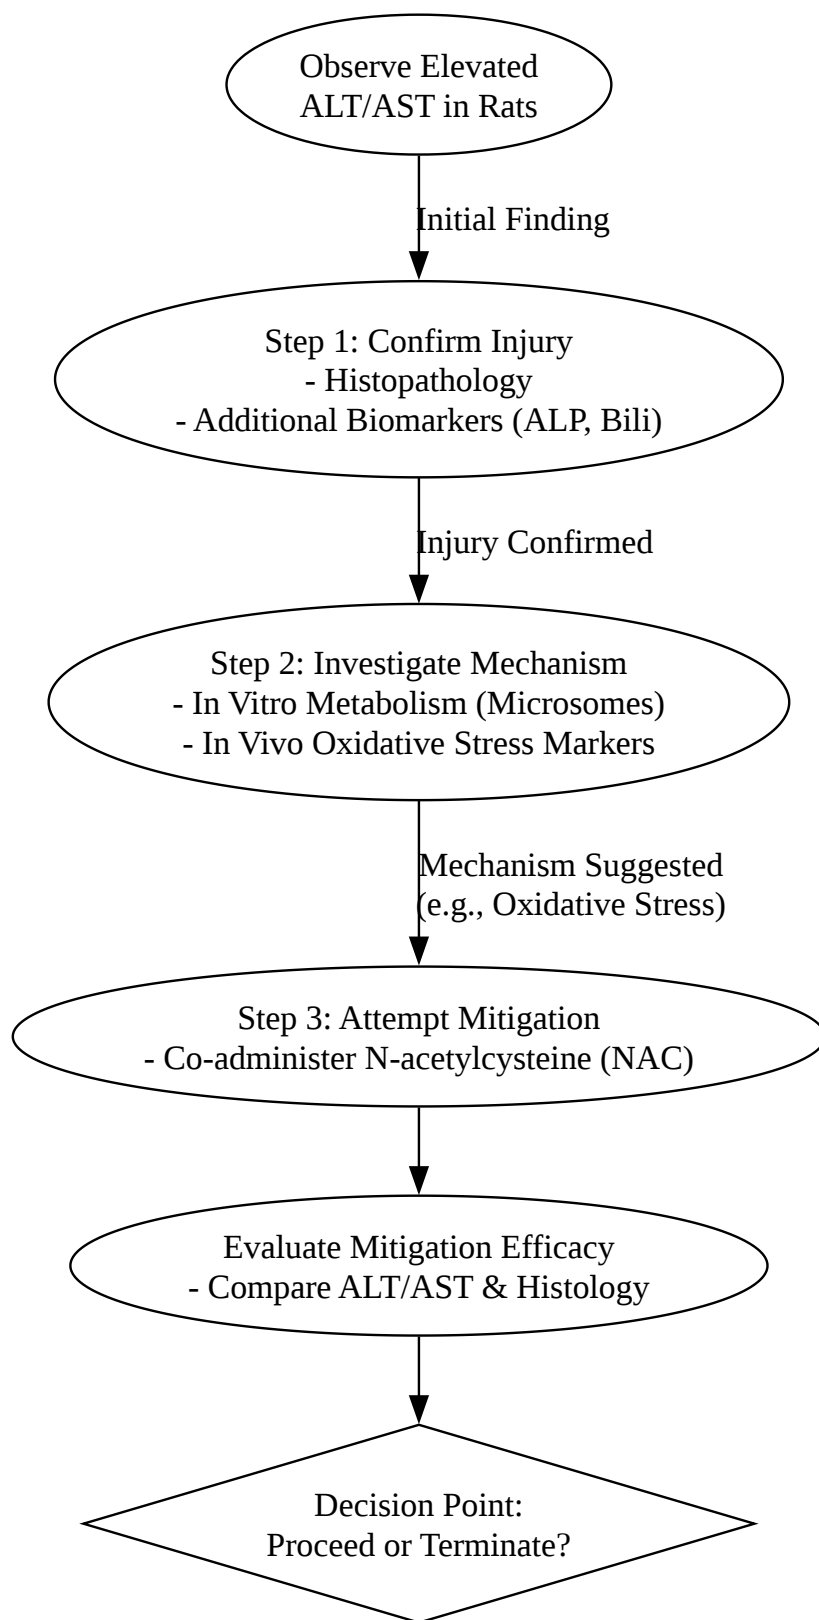 Observe Elevated
ALT/AST in Rats
Initial Finding
Step 1: Confirm Injury
- Histopathology
- Additional Biomarkers (ALP, Bili)
Injury Confirmed
Step 2: Investigate Mechanism
- In Vitro Metabolism (Microsomes)
- In Vivo Oxidative Stress Markers
Mechanism Suggested
(e.g., Oxidative Stress)
Step 3: Attempt Mitigation
- Co-administer N-acetylcysteine (NAC)
Evaluate Mitigation Efficacy
- Compare ALT/AST & Histology
Decision Point:
Proceed or Terminate?